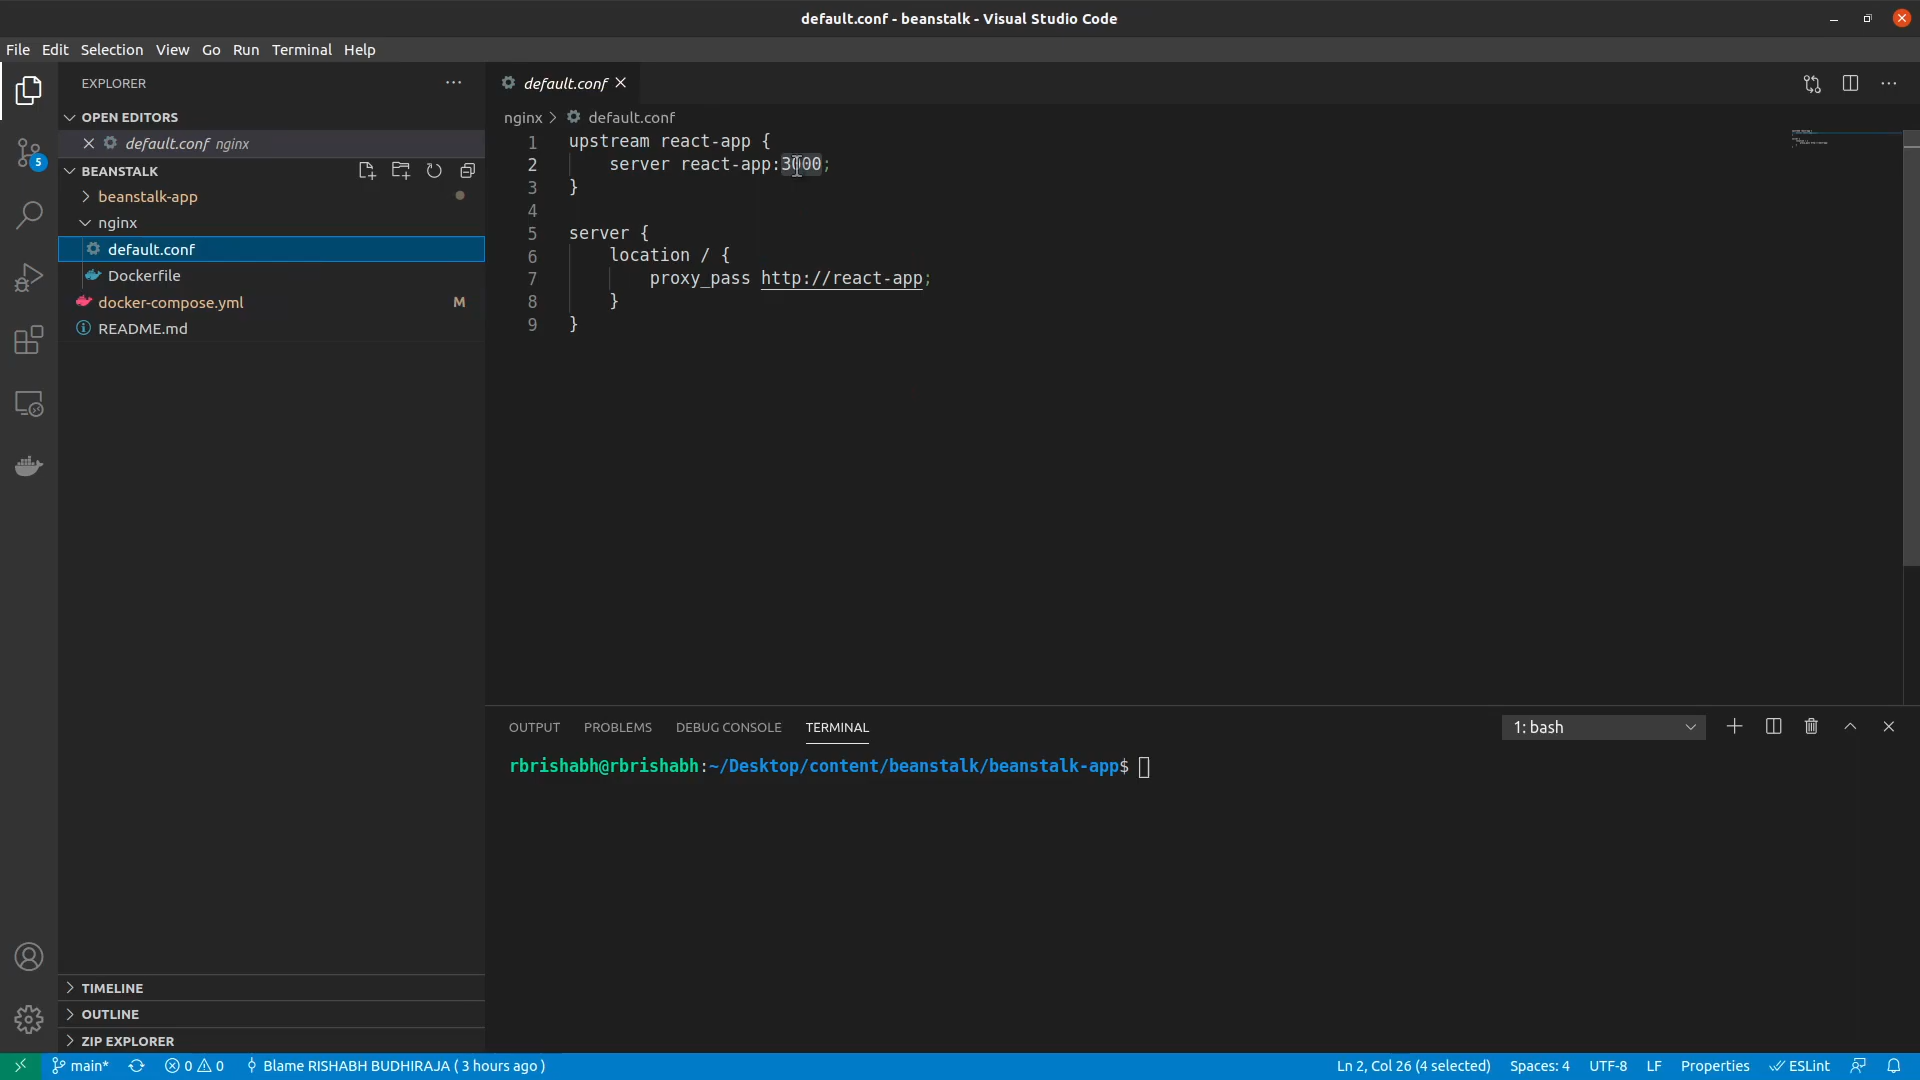 default.conf - beanstalk - Visual Studio Code
File Edit Selection View Go Run Terminal Help
EXPLORER
OPEN EDITORS
default.conf nginx
BEANSTALK
beanstalk-app
nginx
default.conf
Dockerfile
docker-compose.yml M
README.md
TIMELINE
OUTLINE
ZIP EXPLORER
5
default.conf
nginx > default.conf
1 upstream react-app {
2 server react-app:3000;
3 }
4
5 server {
6 location / {
7 proxy_pass http://react-app;
8 }
9 }
OUTPUT PROBLEMS DEBUG CONSOLE TERMINAL 1: bash
rbrishabh@rbrishabh:~/Desktop/content/beanstalk/beanstalk-app$
main* 0 0 Blame RISHABH BUDHIRAJA ( 3 hours ago ) Ln 2, Col 26 (4 selected) Spaces: 4 UTF-8 LF Properties ESLint